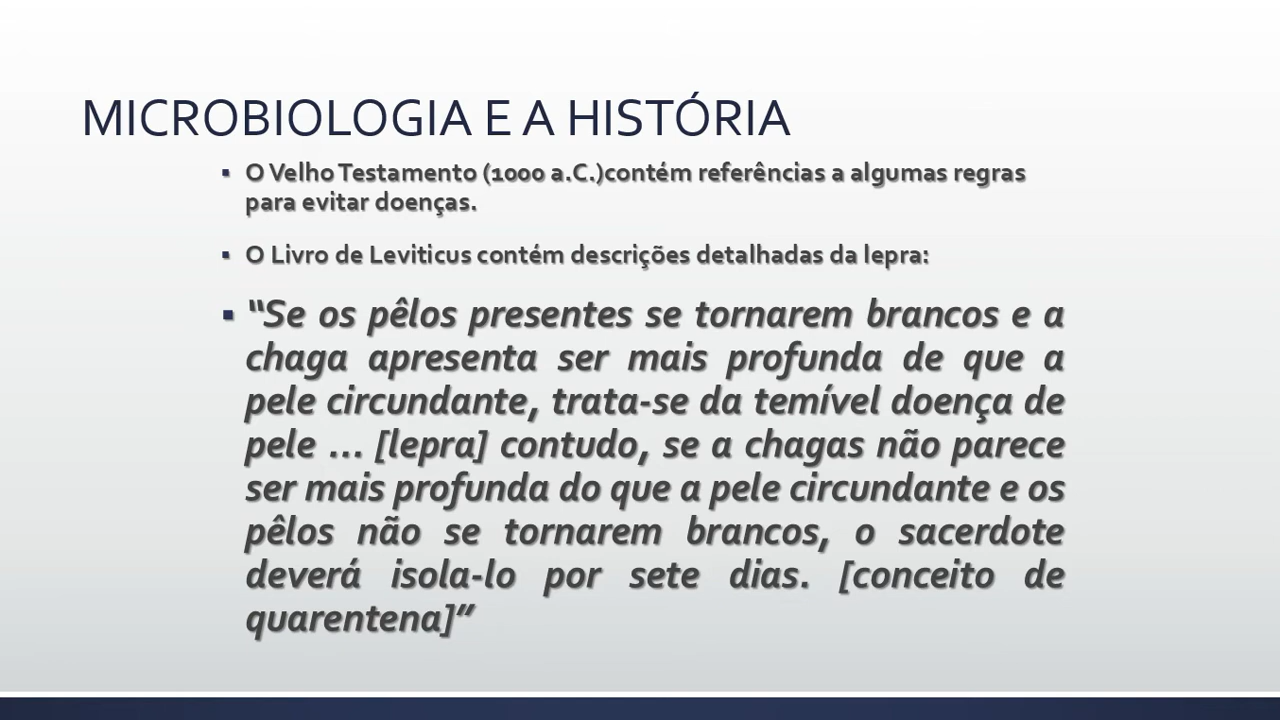 MICROBIOLOGIA E A HISTÓRIA
▪ O Velho Testamento (1000 a.C.)contém referências a algumas regras
para evitar doenças.
▪ O Livro de Leviticus contém descrições detalhadas da lepra:
▪ “Se os pêlos presentes se tornarem brancos e a
chaga apresenta ser mais profunda de que a
pele circundante, trata-se da temível doença de
pele ... [lepra] contudo, se a chagas não parece
ser mais profunda do que a pele circundante e os
pêlos não se tornarem brancos, o sacerdote
deverá isola-lo por sete dias. [conceito de
quarentena]”